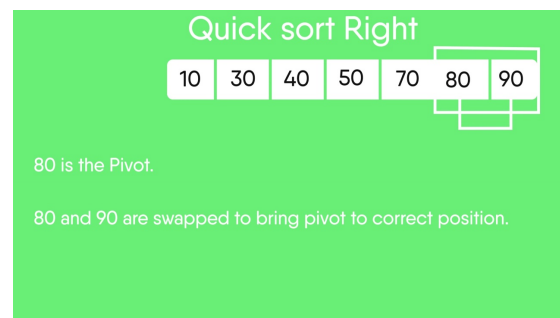 Quick sort Right
10 30 40 50 70 80 90
80 is the Pivot.
80 and 90 are swapped to bring pivot to correct position.